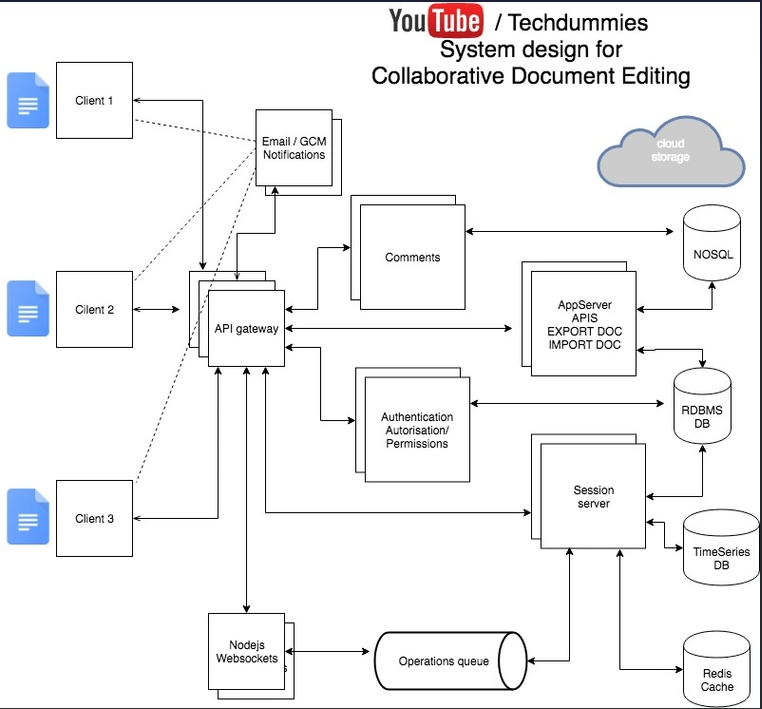 YouTube / Techdummies
System design for
Collaborative Document Editing
Client 1
Email / GCM
Notifications
cloud
storage
Comments
NOSQL
Cilent 2
API gateway
AppServer
APIS
EXPORT DOC
IMPORT DOC
Authentication
Autorisation/
Permissions
RDBMS
DB
Client 3
Session
server
TimeSeries
DB
Nodejs
Websockets
s
Operations queue
Redis
Cache